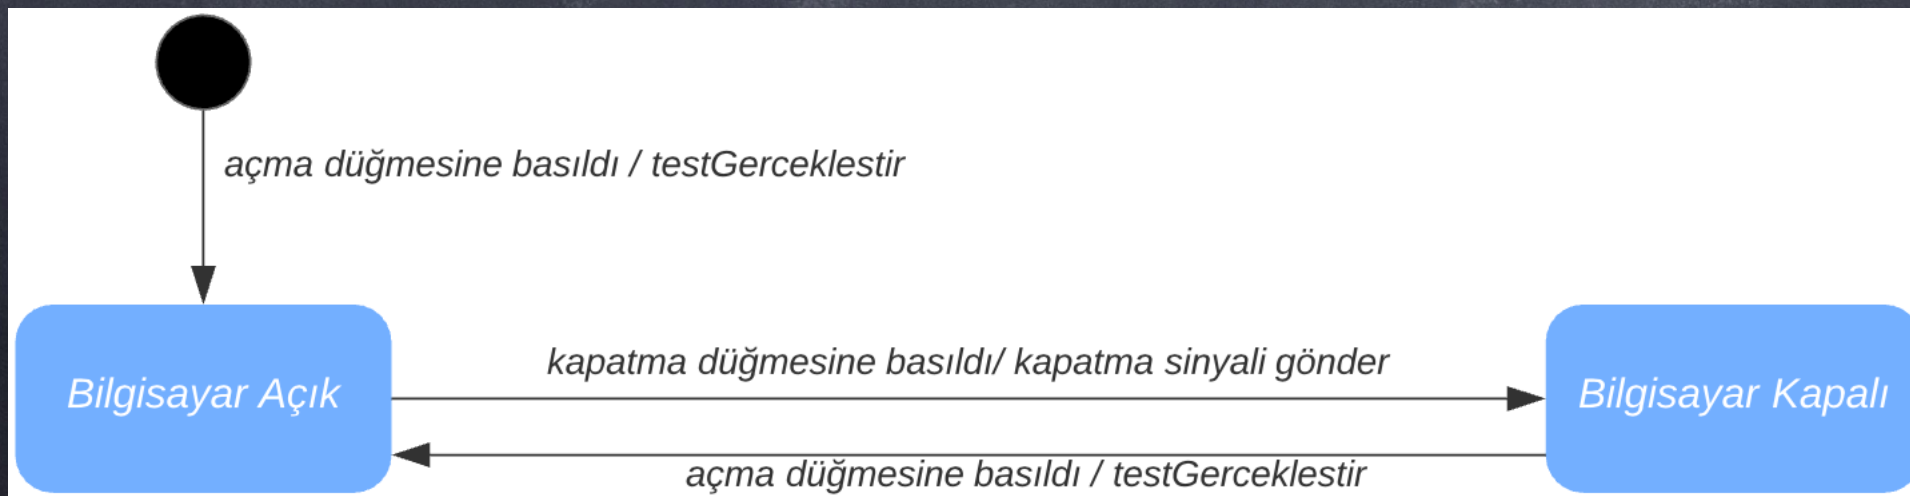 açma düğmesine basıldı / testGerceklestir
kapatma düğmesine basıldı/ kapatma sinyali gönder
Bilgisayar Açık
Bilgisayar Kapalı
açma düğmesine basıldı / testGerceklestir